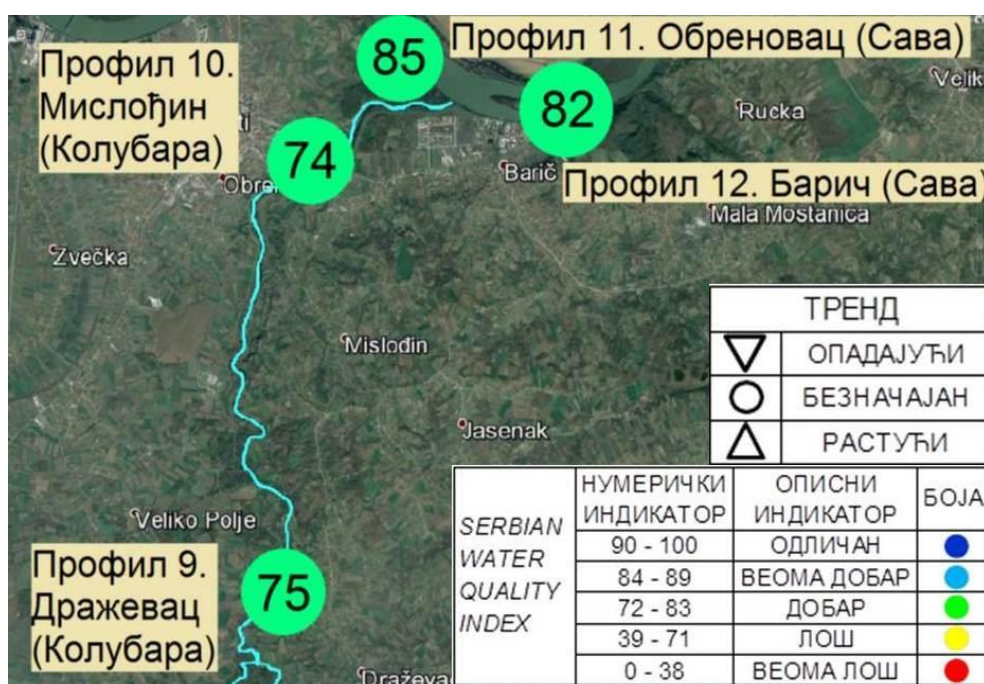 85
Профил 11. Обреновац (Сава)
Профил 10.
Мислођин
(Колубара)
82
Rucka
74
Barič
Профил 12. Барич (Сава)
Mala Mostanica
Zvečka
ТРЕНД
ОПАДАЈУЋИ
БЕЗНАЧАЈАН
РАСТУЋИ
Mislođin
Jasenak
Veliko Polje
SERBIAN
WATER
QUALITY
INDEX
НУМЕРИЧКИ ИНДИКАТОР
ОПИСНИ ИНДИКАТОР
БОЈА
90 - 100 ОДЛИЧАН
84 - 89 ВЕОМА ДОБАР
72 - 83 ДОБАР
39 - 71 ЛОШ
0 - 38 ВЕОМА ЛОШ
Профил 9.
Дражевац
(Колубара)
75